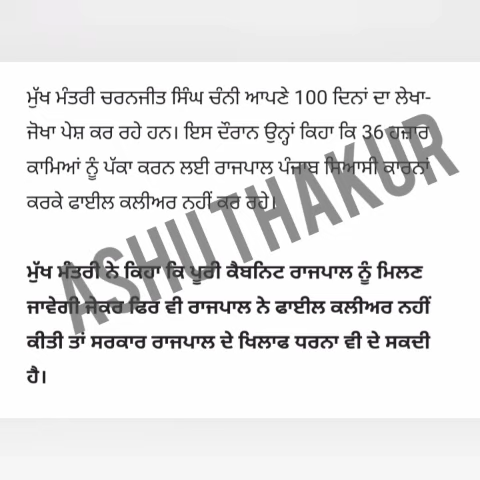 ਮੁੱਖ ਮੰਤਰੀ ਚਰਨਜੀਤ ਸਿੰਘ ਚੰਨੀ ਆਪਣੇ 100 ਦਿਨਾਂ ਦਾ ਲੇਖਾ-
ਜੋਖਾ ਪੇਸ਼ ਕਰ ਰਹੇ ਹਨ। ਇਸ ਦੌਰਾਨ ਉਨ੍ਹਾਂ ਕਿਹਾ ਕਿ 36 ਹਜ਼ਾਰ
ਕਾਮਿਆਂ ਨੂੰ ਪੱਕਾ ਕਰਨ ਲਈ ਰਾਜਪਾਲ ਪੰਜਾਬ ਸਿਆਸੀ ਕਾਰਨਾਂ
ਕਰਕੇ ਫਾਈਲ ਕਲੀਅਰ ਨਹੀਂ ਕਰ ਰਹੇ।
ਮੁੱਖ ਮੰਤਰੀ ਨੇ ਕਿਹਾ ਕਿ ਪੂਰੀ ਕੈਬਨਿਟ ਰਾਜਪਾਲ ਨੂੰ ਮਿਲਣ
ਜਾਵੇਗੀ ਜੇਕਰ ਫਿਰ ਵੀ ਰਾਜਪਾਲ ਨੇ ਫਾਈਲ ਕਲੀਅਰ ਨਹੀਂ
ਕੀਤੀ ਤਾਂ ਸਰਕਾਰ ਰਾਜਪਾਲ ਦੇ ਖਿਲਾਫ ਧਰਨਾ ਵੀ ਦੇ ਸਕਦੀ
ਹੈ।
ASHUTHAKUR